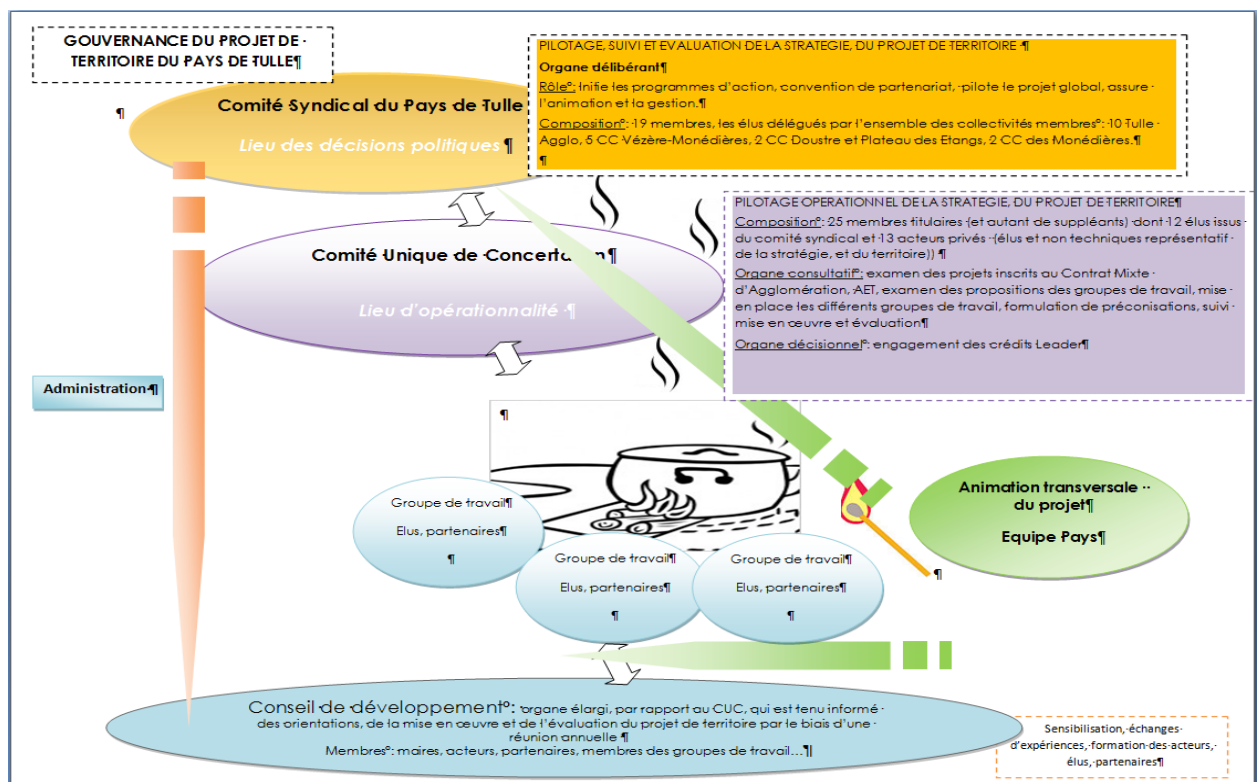 GOUVERNANCE DU PROJET DE·
TERRITOIRE DU PAYS DE TULLE¶
¶
Comité Syndical du Pays de Tulle
Lieu des décisions politiques ¶
PILOTAGE, SUIVI ET EVALUATION DE LA STRATEGIE, DU PROJET DE TERRITOIRE ·¶
Organe délibérant¶
Rôle°: Initie les programmes d'action, convention de partenariat, ·pilote le projet global, assure·
l'animation et la gestion.¶
Composition°: ·19 membres, les élus délégués par l'ensemble des collectivités membres°: ·10 Tulle·
Agglo, 5 CC Vézère-Monédières, 2 CC Doustre et Plateau des Etangs, 2 CC des Monédières.¶
¶
Comité Unique de Concertation¶
Lieu d'opérationnalité ·¶
PILOTAGE OPERATIONNEL DE LA STRATEGIE, DU PROJET DE TERRITOIRE¶
Composition°: 25 membres titulaires (et autant de suppléants) ·dont 12 élus issus·
du comité syndical et ·13 acteurs privés ·(élus et non techniques représentatif·
de la stratégie, et du territoire)) ¶
Organe consultatif°: examen des projets inscrits au Contrat Mixte·
d'Agglomération, AET, examen des propositions des groupes de travail, mise·
en place les différents groupes de travail, formulation de préconisations, suivi·
mise en œuvre et évaluation¶
Organe décisionnel°: engagement des crédits Leader¶
Administration·¶
¶
Groupe de travail¶
Elus, partenaires¶
¶
Groupe de travail¶
Elus, partenaires¶
¶
Groupe de travail¶
Elus, partenaires¶
¶
Animation transversale··
du projet¶
Equipe Pays¶
¶
Conseil de développement°: ·organe élargi, par rapport au CUC, qui est tenu informé·
des orientations, de la mise en œuvre et de l'évaluation du projet de territoire par le biais d'une·
réunion annuelle ¶
Membres°: maires, acteurs, partenaires, membres des groupes de travail…¶
Sensibilisation,·échanges·
d'expériences,·formation·des·acteurs,·
élus,·partenaires¶